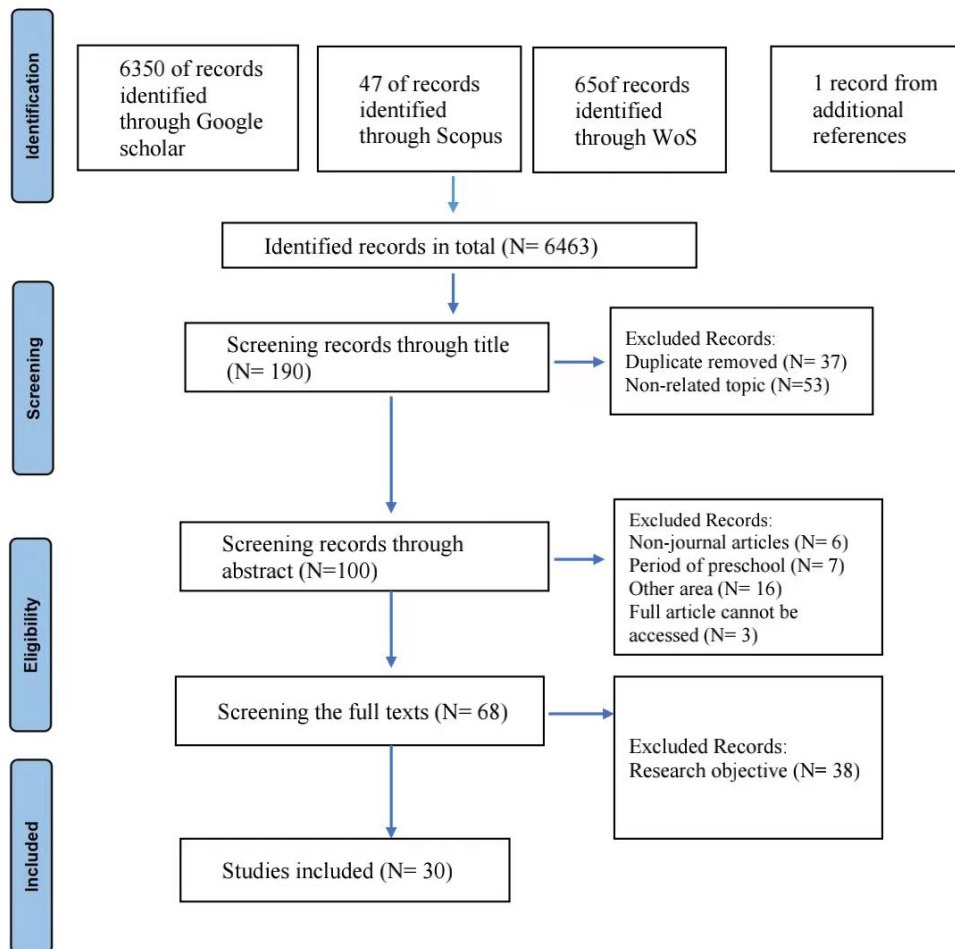 Identification
6350 of records
identified
through Google
scholar
47 of records
identified
through Scopus
65of records
identified
through WoS
1 record from
additional
references
Identified records in total (N= 6463)
Screening
Screening records through title
(N= 190)
Excluded Records:
Duplicate removed (N= 37)
Non-related topic (N=53)
Eligibility
Screening records through
abstract (N=100)
Excluded Records:
Non-journal articles (N= 6)
Period of preschool (N= 7)
Other area (N= 16)
Full article cannot be
accessed (N= 3)
Screening the full texts (N= 68)
Excluded Records:
Research objective (N= 38)
Included
Studies included (N= 30)